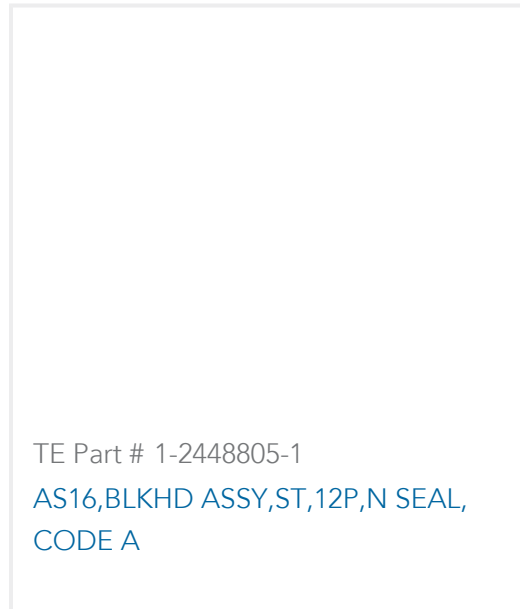 TE Part # 1-2448805-1
AS16,BLKHD ASSY,ST,12P,N SEAL,
CODE A